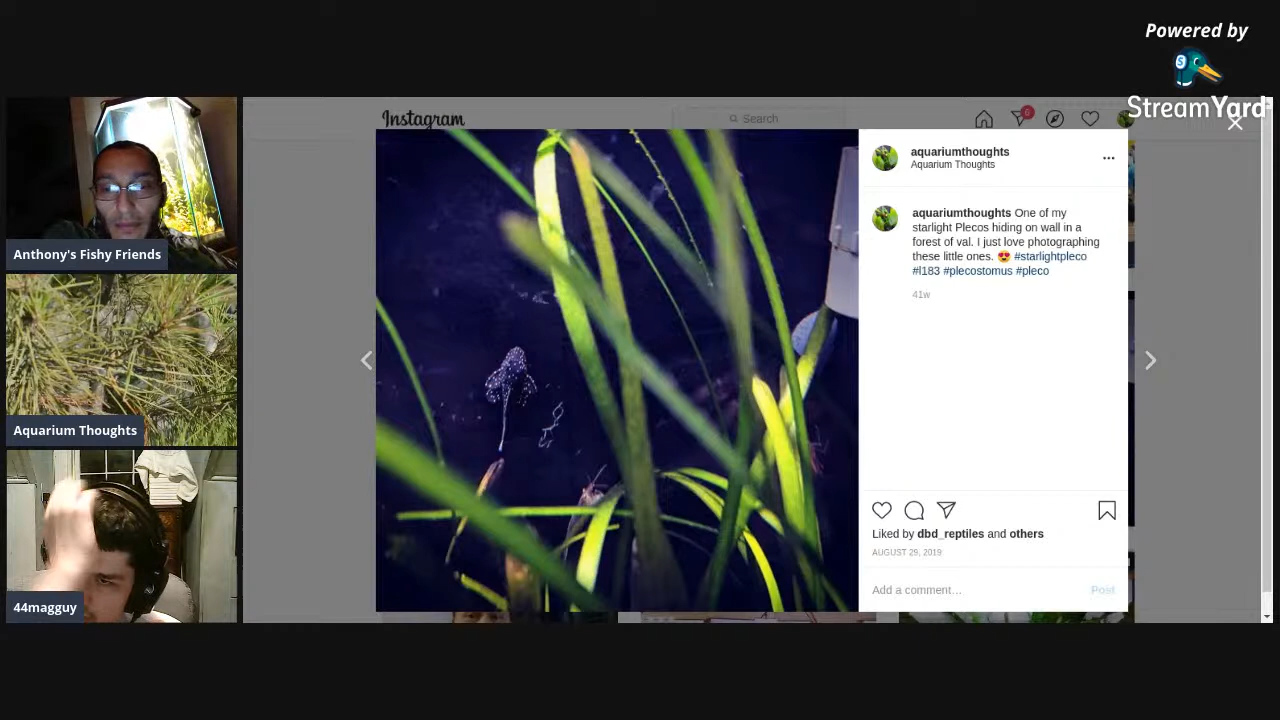 Powered by
StreamYard
Instagram
Search
6
aquariumthoughts
Aquarium Thoughts
aquariumthoughts One of my
starlight Plecos hiding on wall in a
forest of val. I just love photographing
these little ones. 😍 #starlightpleco
#l183 #plecostomus #pleco
41w
Liked by dbd_reptiles and others
AUGUST 29, 2019
Add a comment...
Post
Anthony's Fishy Friends
Aquarium Thoughts
44magguy